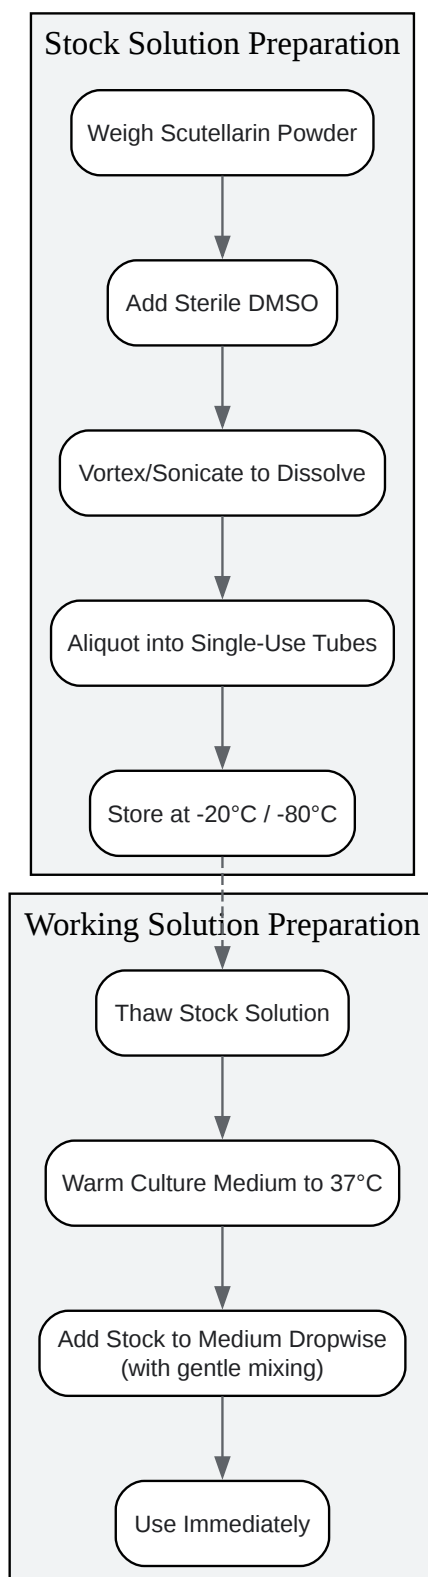 Stock Solution Preparation
Weigh Scutellarin Powder
Add Sterile DMSO
Vortex/Sonicate to Dissolve
Aliquot into Single-Use Tubes
Store at -20°C / -80°C
Working Solution Preparation
Thaw Stock Solution
Warm Culture Medium to 37°C
Add Stock to Medium Dropwise
(with gentle mixing)
Use Immediately